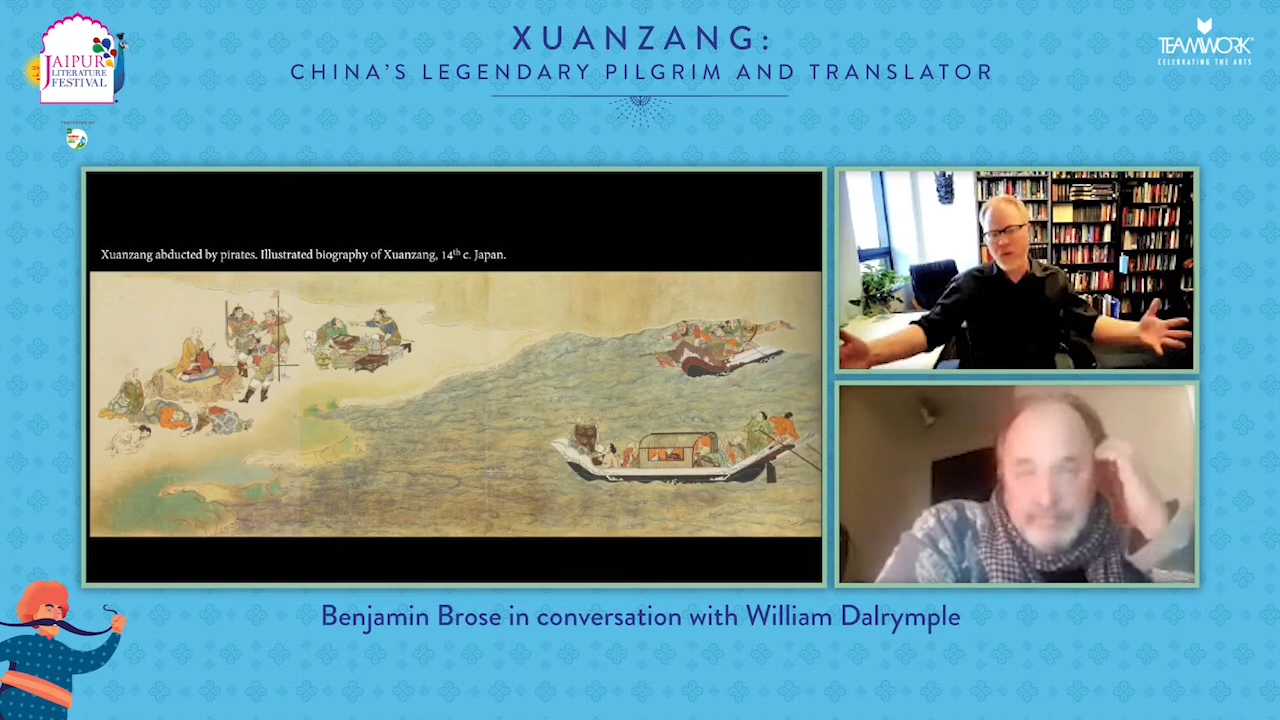 XUANZANG:
CHINA'S LEGENDARY PILGRIM AND TRANSLATOR
JAIPUR
LITERATURE
FESTIVAL
TEAMWORK
CELEBRATING THE ARTS
Xuanzang abducted by pirates. Illustrated biography of Xuanzang, 14th c. Japan.
Benjamin Brose in conversation with William Dalrymple